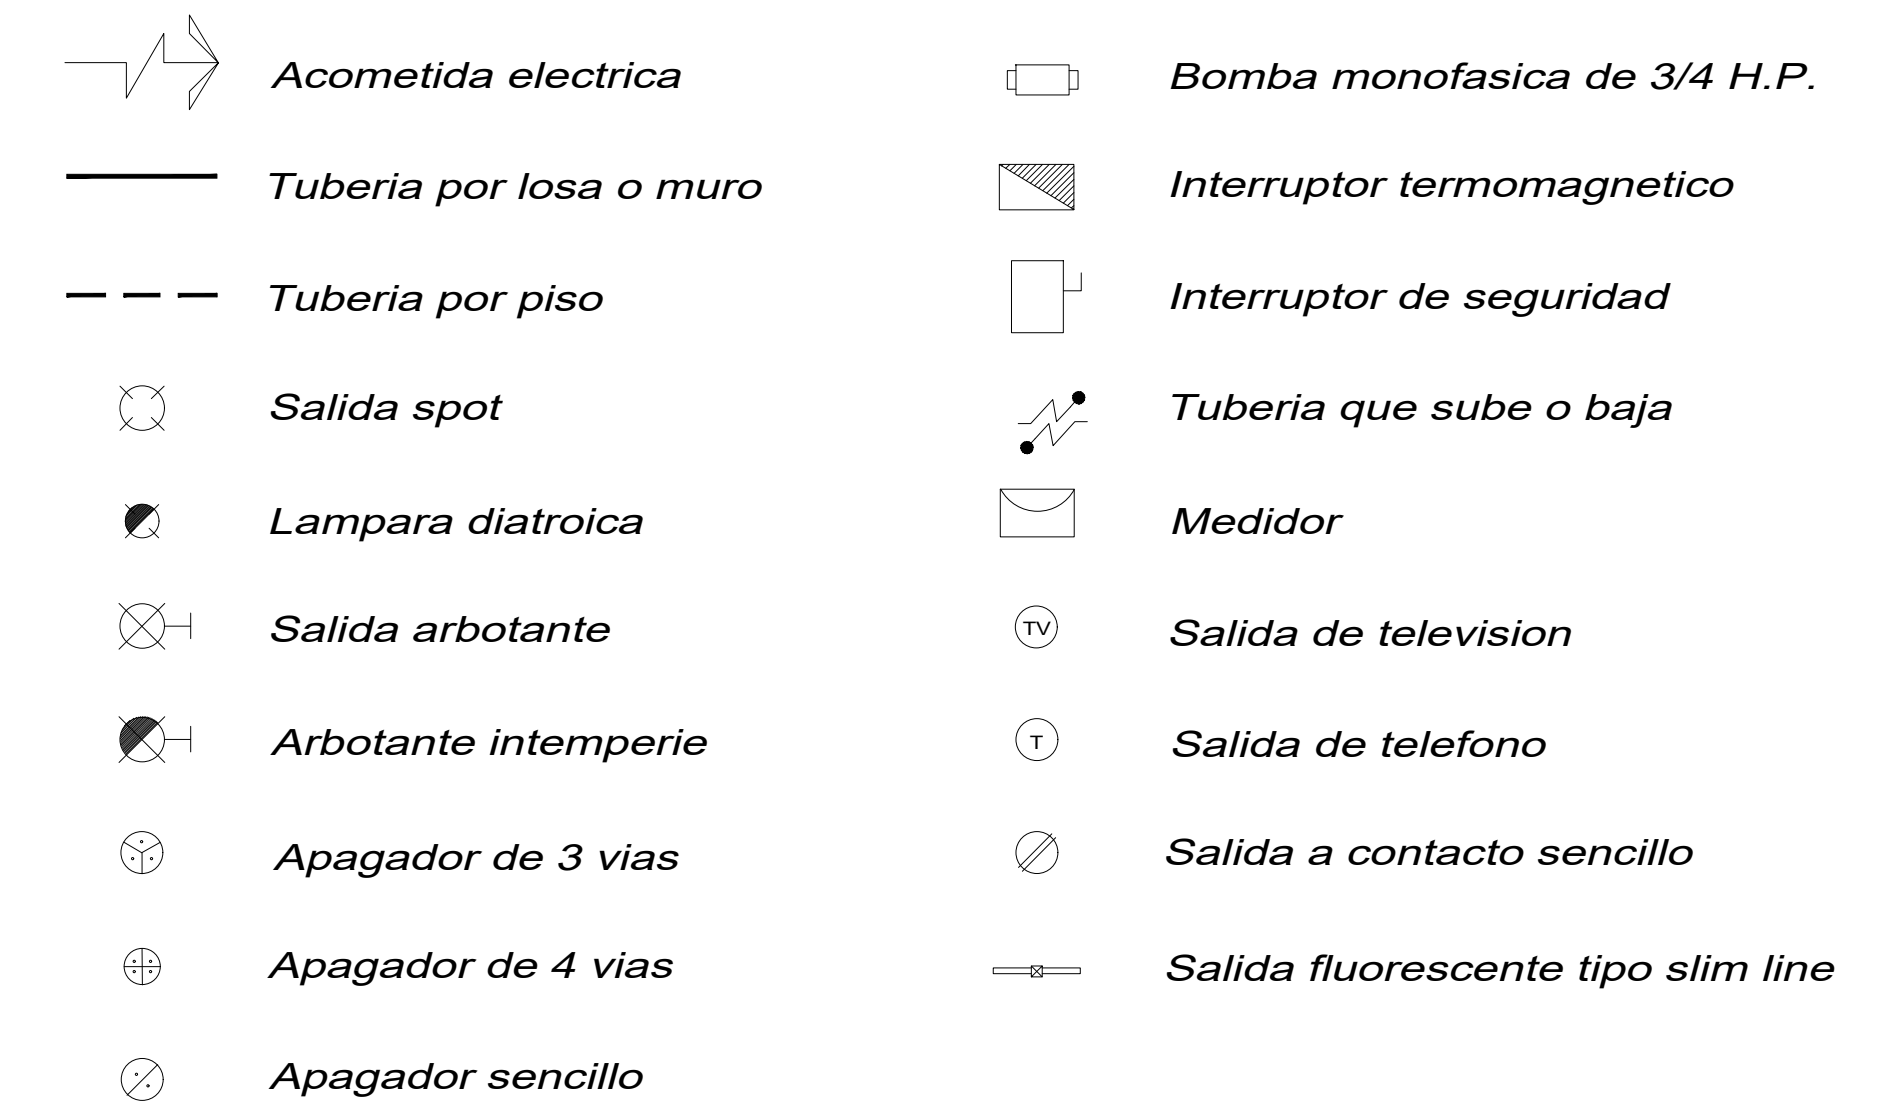 Acometida electrica
Tuberia por losa o muro
Tuberia por piso
Salida spot
Lampara diatroica
Salida arbotante
Arbotante intemperie
Apagador de 3 vias
Apagador de 4 vias
Apagador sencillo
Bomba monofasica de 3/4 H.P.
Interruptor termomagnetico
Interruptor de seguridad
Tuberia que sube o baja
Medidor
TV Salida de television
T Salida de telefono
Salida a contacto sencillo
Salida fluorescente tipo slim line